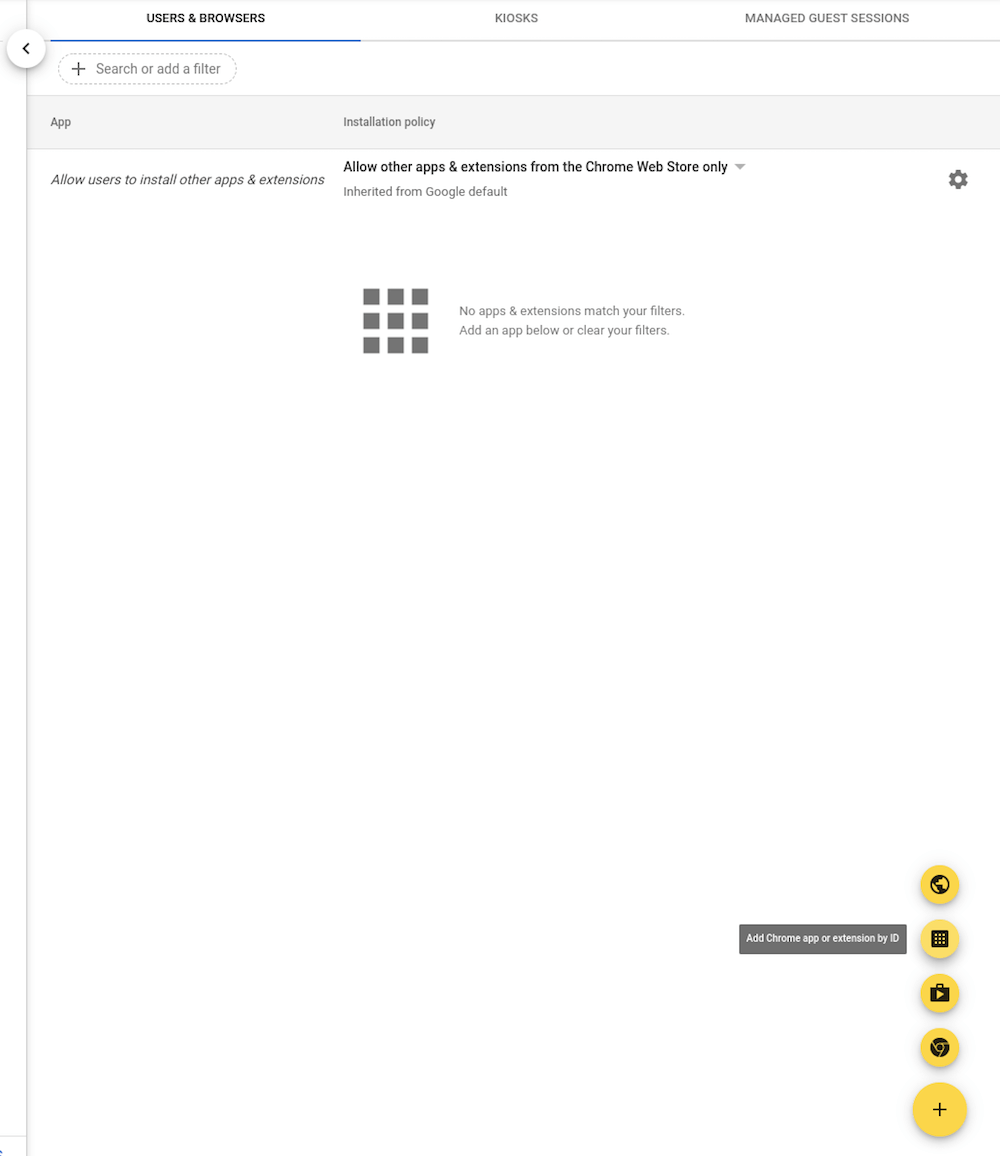 USERS & BROWSERS
KIOSKS
MANAGED GUEST SESSIONS
Search or add a filter
App
Installation policy
Allow users to install other apps & extensions
Allow other apps & extensions from the Chrome Web Store only
Inherited from Google default
No apps & extensions match your filters.
Add an app below or clear your filters.
Add Chrome app or extension by ID